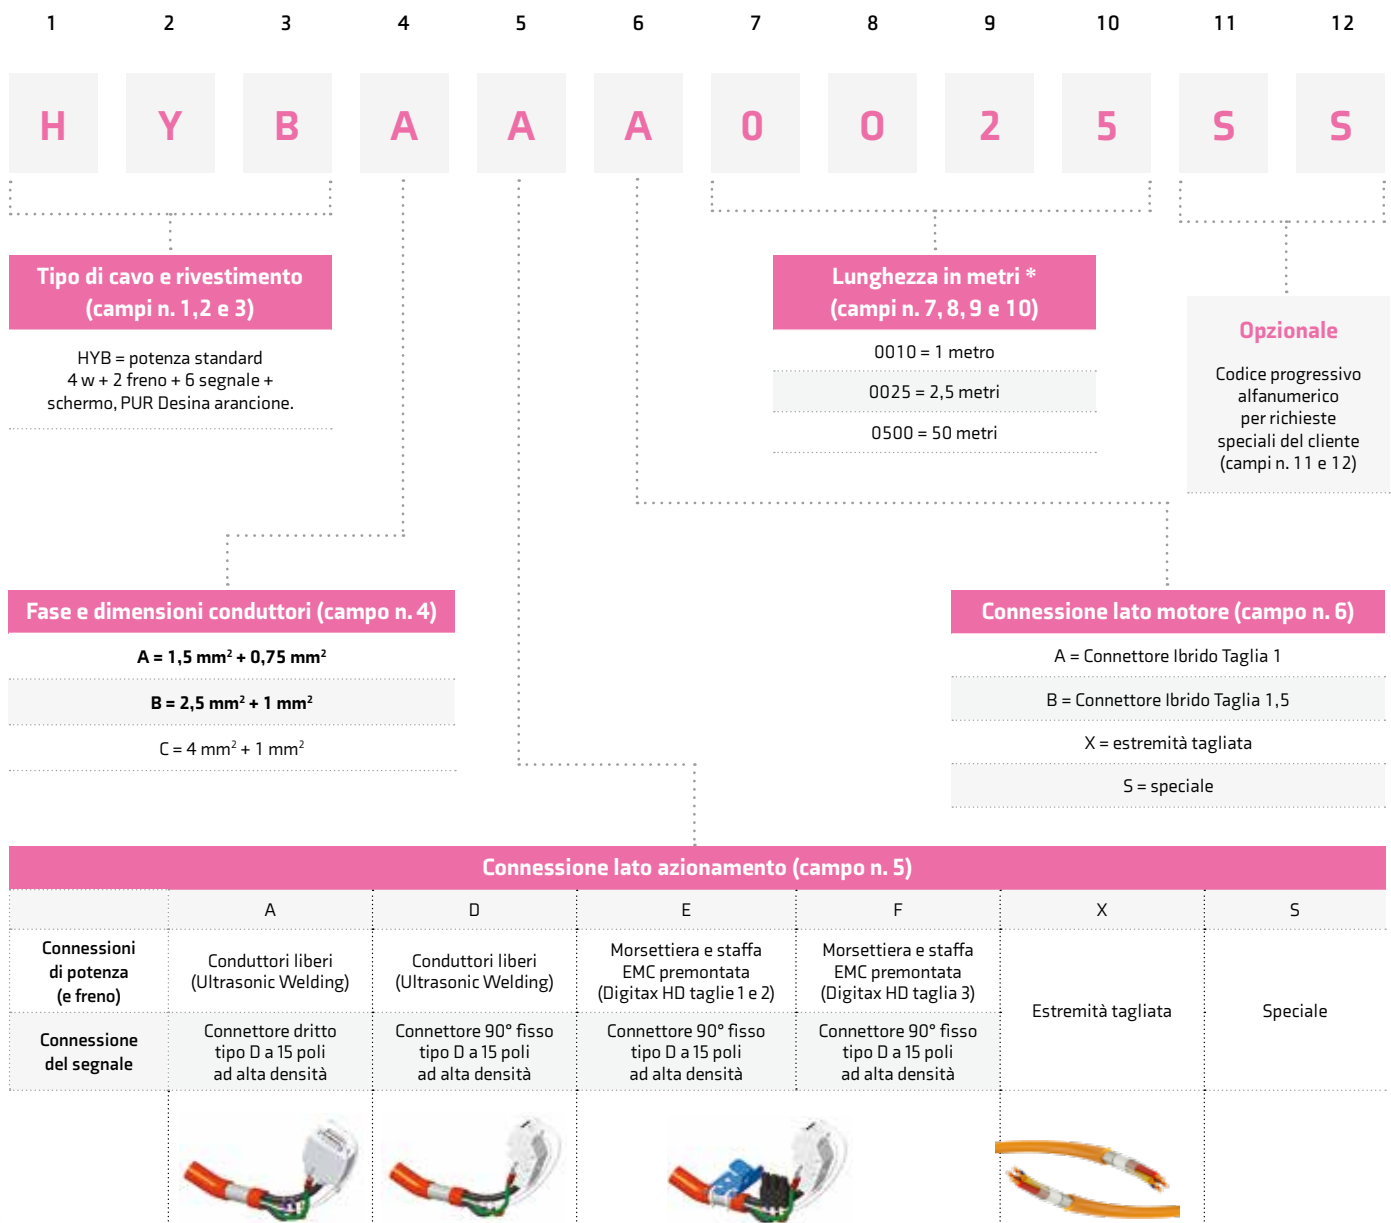 1 2 3 4 5 6 7 8 9 10 11 12
H Y B A A A 0 0 2 5 S S
Tipo di cavo e rivestimento
(campi n. 1,2 e 3)
HYB = potenza standard
4 w + 2 freno + 6 segnale +
schermo, PUR Desina arancione.
Lunghezza in metri *
(campi n. 7, 8, 9 e 10)
0010 = 1 metro
0025 = 2,5 metri
0500 = 50 metri
Opzionale
Codice progressivo
alfanumerico
per richieste
speciali del cliente
(campi n. 11 e 12)
Fase e dimensioni conduttori (campo n. 4)
A = 1,5 mm² + 0,75 mm²
B = 2,5 mm² + 1 mm²
C = 4 mm² + 1 mm²
Connessione lato motore (campo n. 6)
A = Connettore Ibrido Taglia 1
B = Connettore Ibrido Taglia 1,5
X = estremità tagliata
S = speciale
Connessione lato azionamento (campo n. 5)
A D E F X S
Connessioni
di potenza
(e freno)
Conduttori liberi
(Ultrasonic Welding)
Conduttori liberi
(Ultrasonic Welding)
Morsettiera e staffa
EMC premontata
(Digitax HD taglie 1 e 2)
Morsettiera e staffa
EMC premontata
(Digitax HD taglia 3)
Estremità tagliata
Speciale
Connessione
del segnale
Connettore dritto
tipo D a 15 poli
ad alta densità
Connettore 90° fisso
tipo D a 15 poli
ad alta densità
Connettore 90° fisso
tipo D a 15 poli
ad alta densità
Connettore 90° fisso
tipo D a 15 poli
ad alta densità